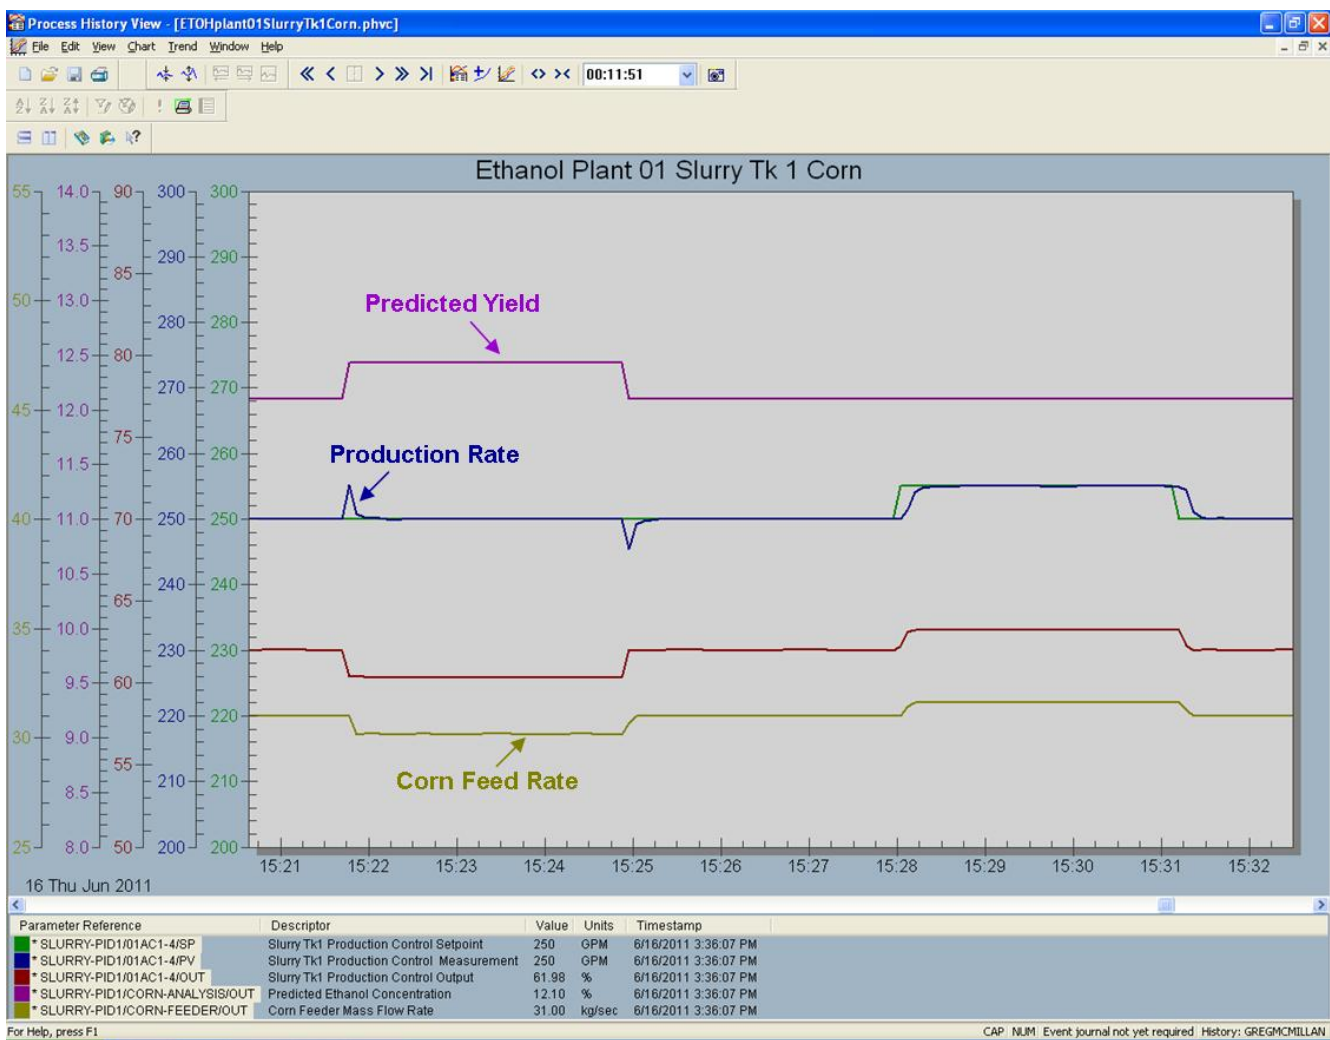 Process History View - [ETOHplant01SlurryTk1Corn.phvc]
File Edit View Chart Trend Window Help
00:11:51
Ethanol Plant 01 Slurry Tk 1 Corn
55 14.0 90 300 300
13.5 290 290
85
50 13.0 280 280
Predicted Yield
12.5 80
270 270
45 12.0
75
Production Rate
11.5 260 260
40 11.0 70 250 250
10.5 240 240
65
35 10.0 230 230
9.5 60
220 220
30 9.0
55
Corn Feed Rate
8.5 210 210
25 8.0 50 200 200
15:21 15:22 15:23 15:24 15:25 15:26 15:27 15:28 15:29 15:30 15:31 15:32
16 Thu Jun 2011
Parameter Reference Descriptor Value Units Timestamp
* SLURRY-PID1/01AC1-4/SP Slurry Tk1 Production Control Setpoint 250 GPM 6/16/2011 3:36:07 PM
* SLURRY-PID1/01AC1-4/PV Slurry Tk1 Production Control Measurement 250 GPM 6/16/2011 3:36:07 PM
* SLURRY-PID1/01AC1-4/OUT Slurry Tk1 Production Control Output 61.98 % 6/16/2011 3:36:07 PM
* SLURRY-PID1/CORN-ANALYSIS/OUT Predicted Ethanol Concentration 12.10 % 6/16/2011 3:36:07 PM
* SLURRY-PID1/CORN-FEEDER/OUT Corn Feeder Mass Flow Rate 31.00 kg/sec 6/16/2011 3:36:07 PM
For Help, press F1 CAP NUM Event journal not yet required History: GREGMCMILLAN